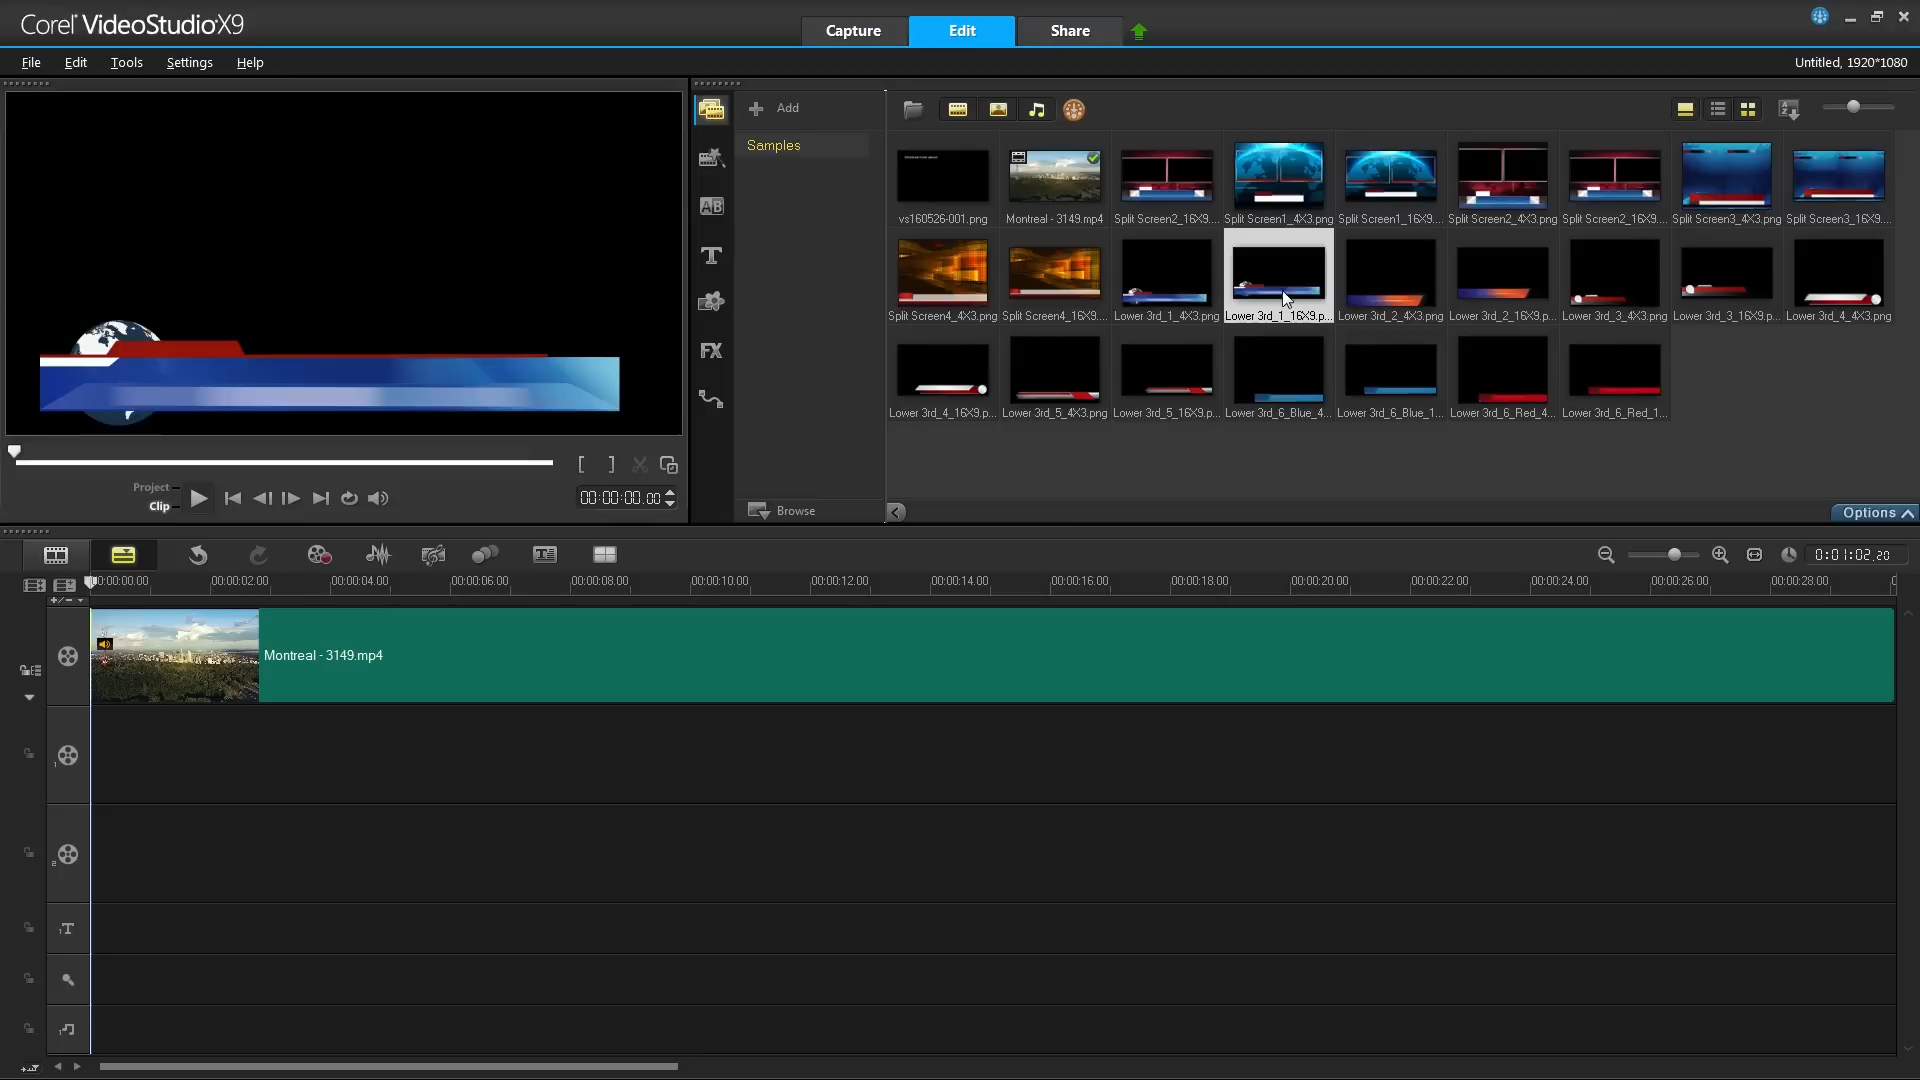 Corel VideoStudio X9
Capture
Edit
Share
File
Edit
Tools
Settings
Help
Untitled, 1920*1080
Add
Samples
Browse
vs160526-001.png
Montreal - 3149.mp4
Split Screen2_16X9....
Split Screen1_4X3.png
Split Screen1_16X9....
Split Screen2_4X3.png
Split Screen2_16X9....
Split Screen3_4X3.png
Split Screen3_16X9....
AB
T
FX
Split Screen4_4X3.png
Split Screen4_16X9....
Lower 3rd_1_4X3.png
Lower 3rd_1_16X9.p...
Lower 3rd_2_4X3.png
Lower 3rd_2_16X9.p...
Lower 3rd_3_4X3.png
Lower 3rd_3_16X9.p...
Lower 3rd_4_4X3.png
Lower 3rd_4_16X9.p...
Lower 3rd_5_4X3.png
Lower 3rd_5_16X9.p...
Lower 3rd_6_Blue_4...
Lower 3rd_6_Blue_1...
Lower 3rd_6_Red_4...
Lower 3rd_6_Red_1...
Project
Clip
00:00:00.00
Options
0:01:02.20
00:00:00.00
00:00:02.00
00:00:04.00
00:00:06.00
00:00:08.00
00:00:10.00
00:00:12.00
00:00:14.00
00:00:16.00
00:00:18.00
00:00:20.00
00:00:22.00
00:00:24.00
00:00:26.00
00:00:28.00
Montreal - 3149.mp4
1
2
1T
1